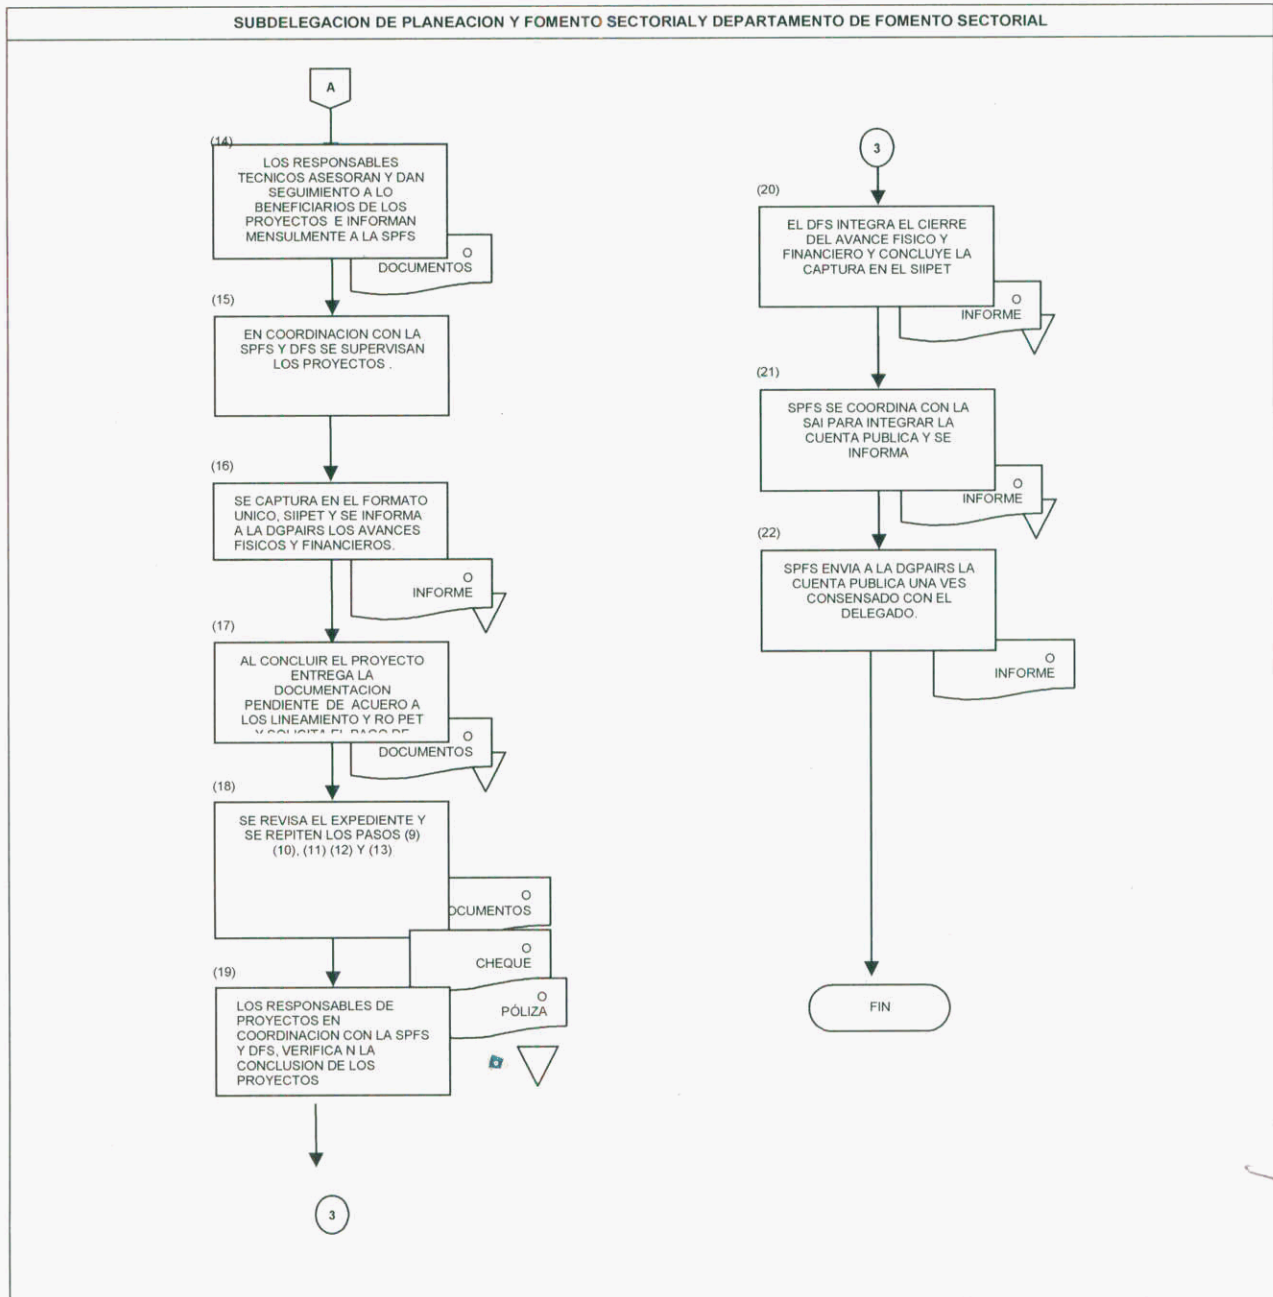 SUBDELEGACION DE PLANEACION Y FOMENTO SECTORIALY DEPARTAMENTO DE FOMENTO SECTORIAL
A
(14)
LOS RESPONSABLES
TECNICOS ASESORAN Y DAN
SEGUIMIENTO A LO
BENEFICIARIOS DE LOS
PROYECTOS E INFORMAN
MENSULMENTE A LA SPFS
O
DOCUMENTOS
(15)
EN COORDINACION CON LA
SPFS Y DFS SE SUPERVISAN
LOS PROYECTOS .
(16)
SE CAPTURA EN EL FORMATO
UNICO, SIIPET Y SE INFORMA
A LA DGPAIRS LOS AVANCES
FISICOS Y FINANCIEROS.
O
INFORME
(17)
AL CONCLUIR EL PROYECTO
ENTREGA LA
DOCUMENTACION
PENDIENTE DE ACUERO A
LOS LINEAMIENTO Y RO PET
Y SOLICITA EL PAGO DE
O
DOCUMENTOS
(18)
SE REVISA EL EXPEDIENTE Y
SE REPITEN LOS PASOS (9)
(10), (11) (12) Y (13)
O
OCUMENTOS
O
CHEQUE
O
PÓLIZA
(19)
LOS RESPONSABLES DE
PROYECTOS EN
COORDINACION CON LA SPFS
Y DFS, VERIFICA N LA
CONCLUSION DE LOS
PROYECTOS
3
3
(20)
EL DFS INTEGRA EL CIERRE
DEL AVANCE FISICO Y
FINANCIERO Y CONCLUYE LA
CAPTURA EN EL SIIPET
O
INFORME
(21)
SPFS SE COORDINA CON LA
SAI PARA INTEGRAR LA
CUENTA PUBLICA Y SE
INFORMA
O
INFORME
(22)
SPFS ENVIA A LA DGPAIRS LA
CUENTA PUBLICA UNA VES
CONSENSADO CON EL
DELEGADO.
O
INFORME
FIN